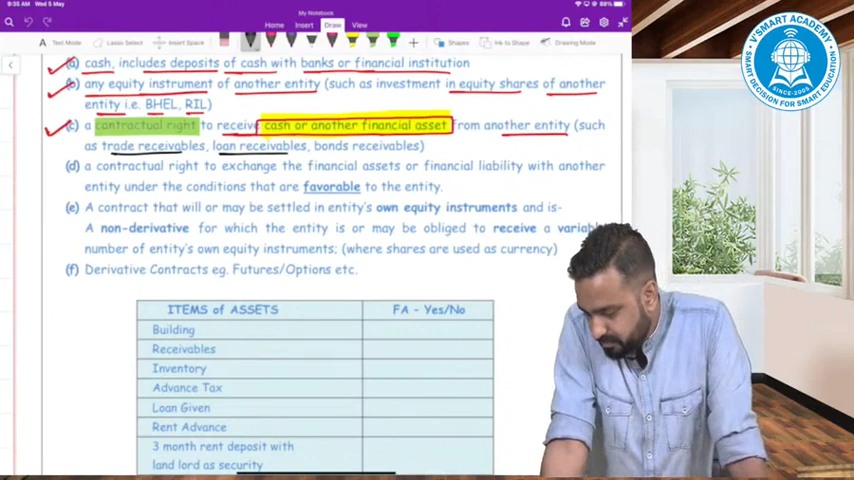 9:35 AM Wed 5 May
88%
My Notebook
Home Insert Draw View
Text Mode Lasso Select Insert Space Shapes Ink to Shape Drawing Mode
(a) cash, includes deposits of cash with banks or financial institution
(b) any equity instrument of another entity (such as investment in equity shares of another
entity i.e. BHEL, RIL)
(c) a contractual right to receive cash or another financial asset from another entity (such
as trade receivables, loan receivables, bonds receivables)
(d) a contractual right to exchange the financial assets or financial liability with another
entity under the conditions that are favorable to the entity.
(e) A contract that will or may be settled in entity's own equity instruments and is-
A non-derivative for which the entity is or may be obliged to receive a variable
number of entity's own equity instruments; (where shares are used as currency)
(f) Derivative Contracts eg. Futures/Options etc.
ITEMS of ASSETS FA - Yes/No
Building
Receivables
Inventory
Advance Tax
Loan Given
Rent Advance
3 month rent deposit with
land lord as security
V'SMART ACADEMY
SINCE-2005
SMART DECISION FOR SMART EDUCATION